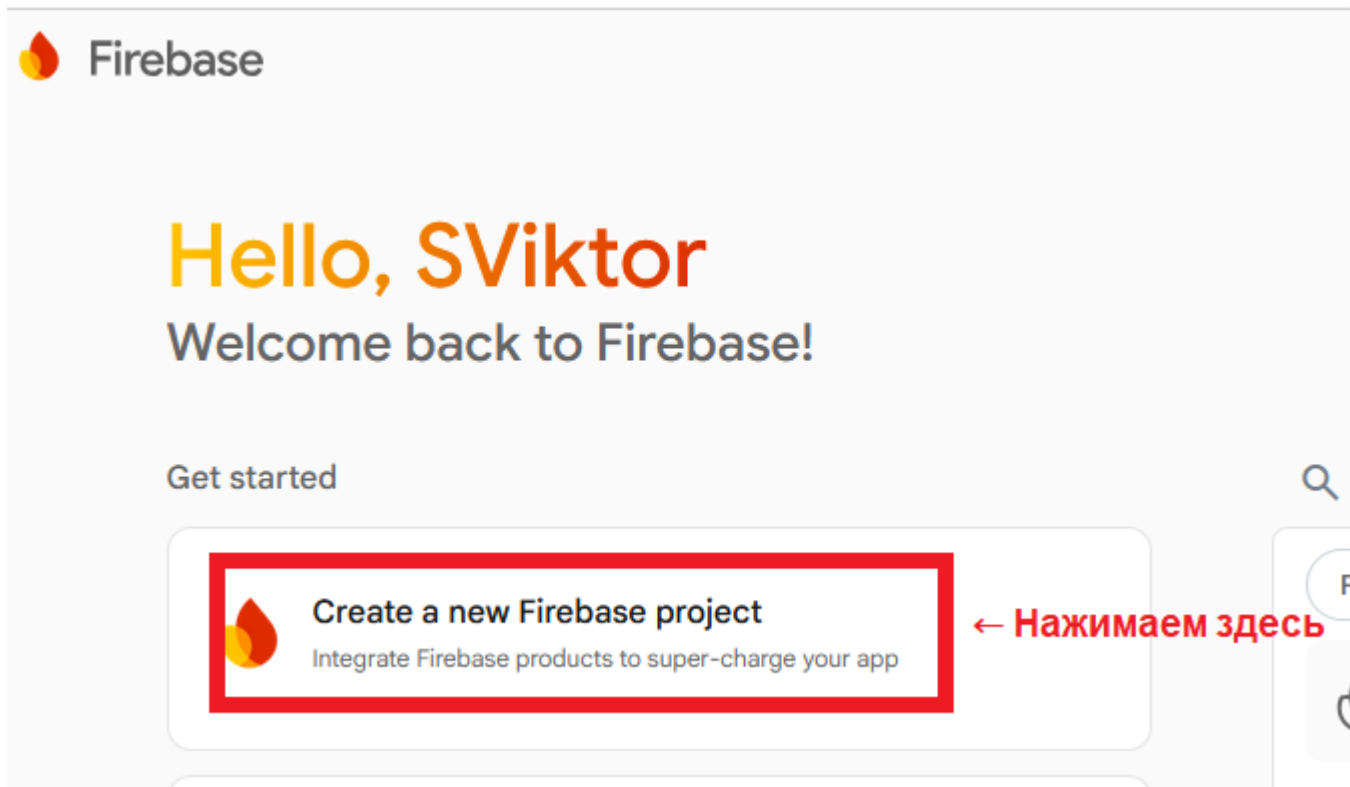 Firebase
Hello, SViktor
Welcome back to Firebase!
Get started
Create a new Firebase project
Integrate Firebase products to super-charge your app
← Нажимаем здесь